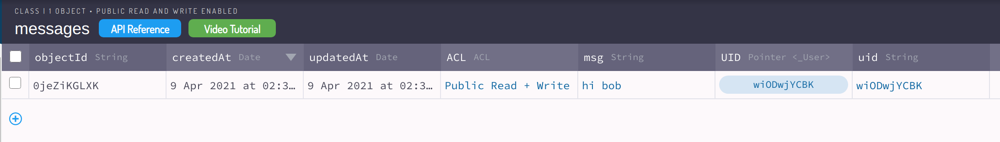 CLASS | 1 OBJECT • PUBLIC READ AND WRITE ENABLED
messages API Reference Video Tutorial
objectId String createdAt Date updatedAt Date ACL ACL msg String UID Pointer <_User> uid String
0jeZiKGLXK 9 Apr 2021 at 02:3… 9 Apr 2021 at 02:3… Public Read + Write hi bob wiODwjYCBK wiODwjYCBK